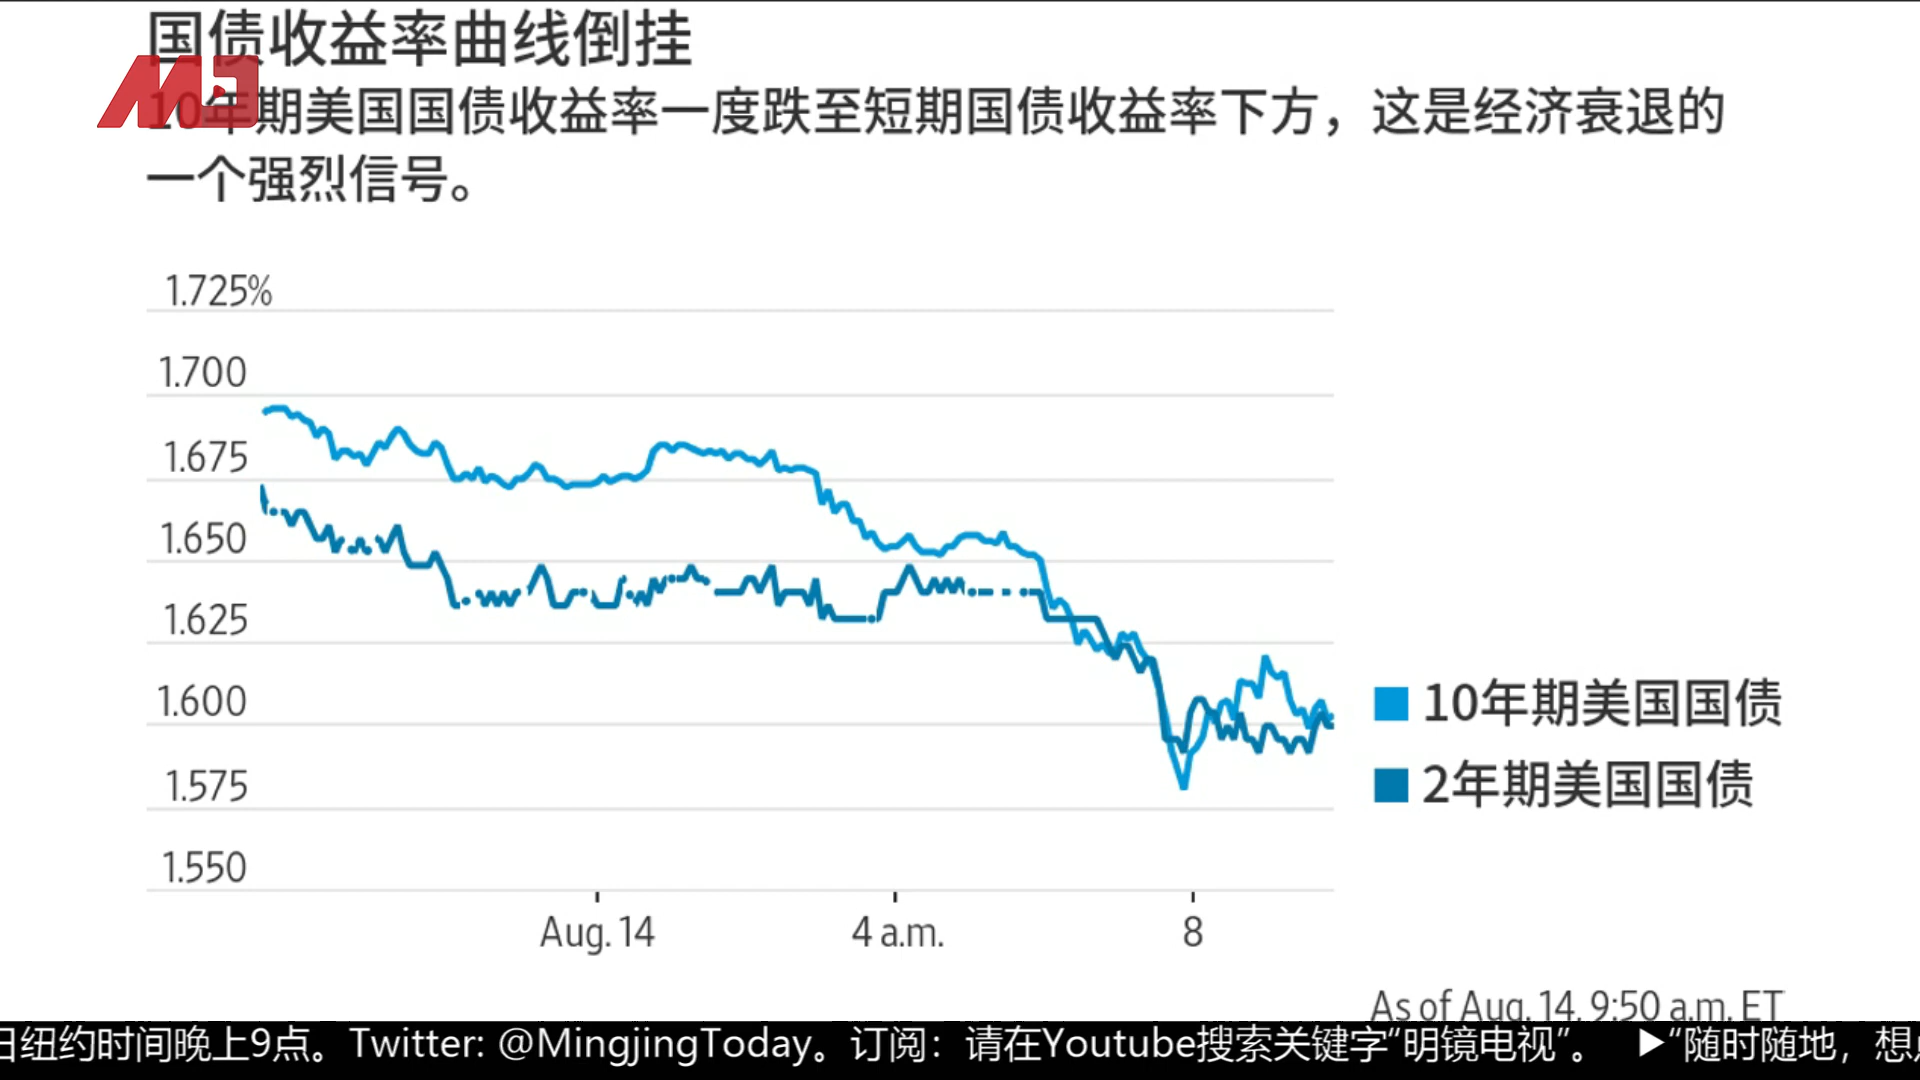 国债收益率曲线倒挂
10年期美国国债收益率一度跌至短期国债收益率下方，这是经济衰退的
一个强烈信号。
1.725%
1.700
1.675
1.650
1.625
1.600
1.575
1.550
10年期美国国债
2年期美国国债
Aug. 14
4 a.m.
8
As of Aug. 14, 9:50 a.m. ET
日纽约时间晚上9点。Twitter: @MingjingToday。订阅：请在Youtube搜索关键字“明镜电视”。 ▶“随时随地，想